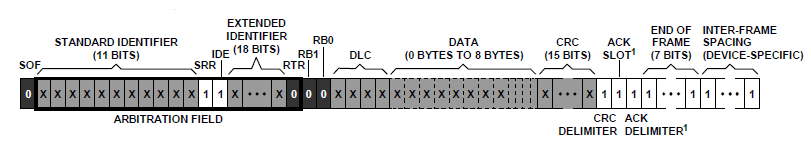 EXTENDED
IDENTIFIER
(18 BITS)
STANDARD IDENTIFIER
(11 BITS)
SOF
SRR
IDE
RTR
RB1
RB0
DLC
DATA
(0 BYTES TO 8 BYTES)
CRC
(15 BITS)
ACK
SLOT1
END OF
FRAME
(7 BITS)
INTER-FRAME
SPACING
(DEVICE-SPECIFIC)
0 X X X X X X X X X X X 1 1 X ··· X 0 0 0 X X X X X X X X X X X X X ··· X 1 1 1 1 ··· 1 1 ··· 1
ARBITRATION FIELD
CRC
DELIMITER
ACK
DELIMITER1